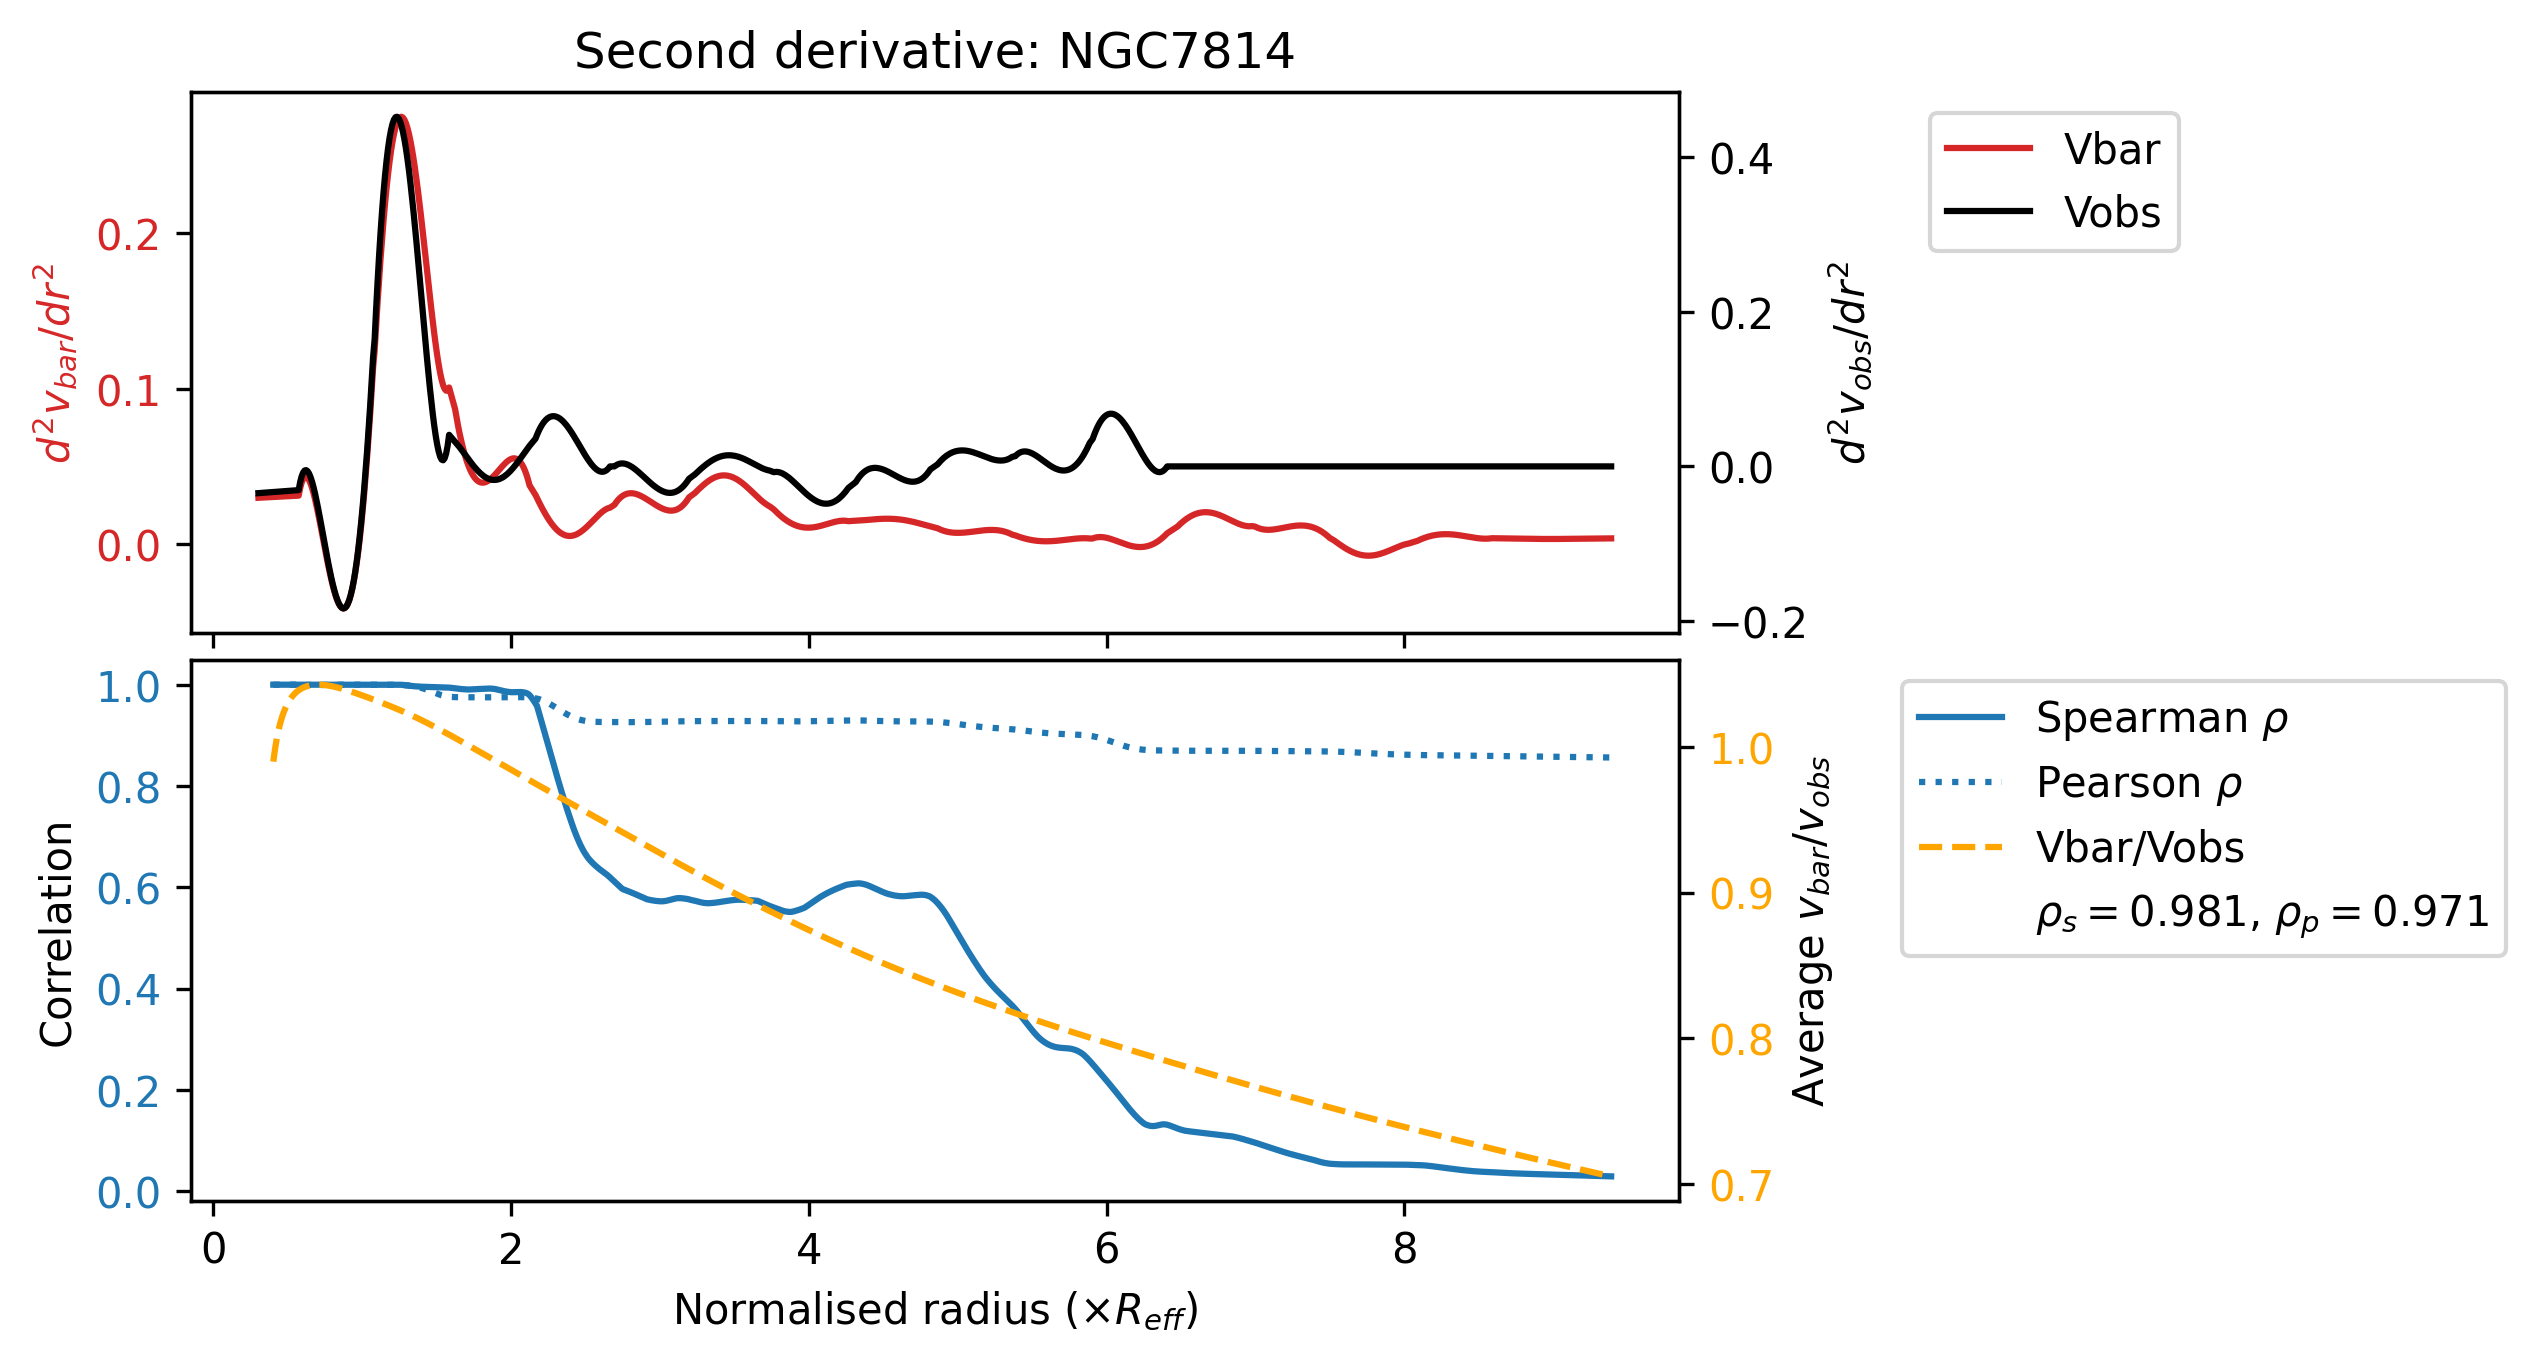 Second derivative: NGC7814
d²v_bar/dr²
0.2
0.1
0.0
0.4
0.2
0.0
−0.2
d²v_obs/dr²
Vbar
Vobs
Correlation
1.0
0.8
0.6
0.4
0.2
0.0
1.0
0.9
0.8
0.7
Average v_bar/v_obs
Spearman ρ
Pearson ρ
Vbar/Vobs
ρ_s = 0.981, ρ_p = 0.971
0 2 4 6 8
Normalised radius (×R_eff)